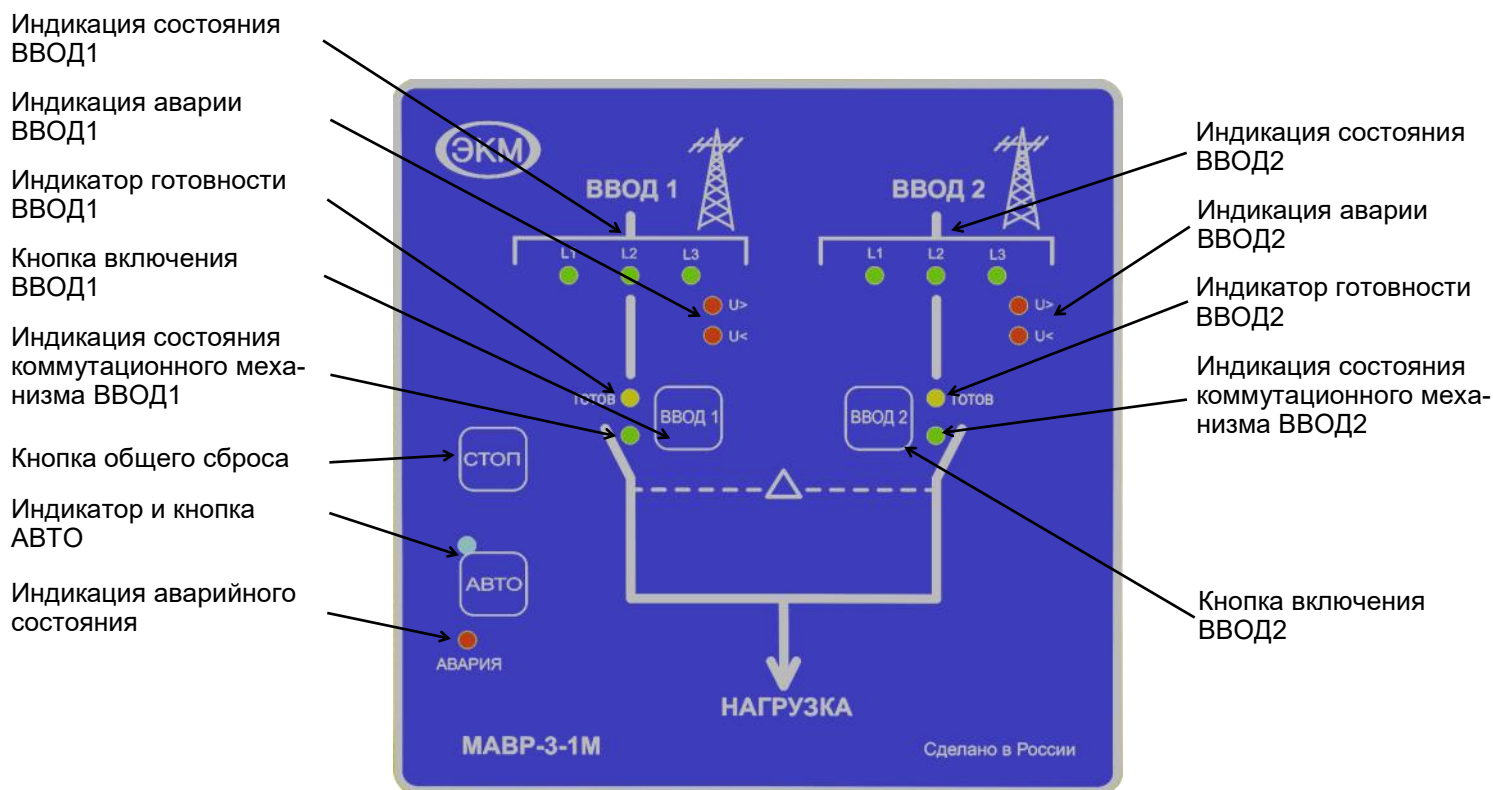 Индикация состояния
ВВОД1
Индикация аварии
ВВОД1
Индикатор готовности
ВВОД1
Кнопка включения
ВВОД1
Индикация состояния
коммутационного меха-
низма ВВОД1
Кнопка общего сброса
Индикатор и кнопка
АВТО
Индикация аварийного
состояния
ЭКМ
ВВОД 1
ВВОД 2
L1 L2 L3
L1 L2 L3
U>
U<
U>
U<
ГОТОВ
ВВОД 1
ВВОД 2
ГОТОВ
СТОП
АВТО
АВАРИЯ
НАГРУЗКА
МАВР-3-1М
Сделано в России
Индикация состояния
ВВОД2
Индикация аварии
ВВОД2
Индикатор готовности
ВВОД2
Индикация состояния
коммутационного меха-
низма ВВОД2
Кнопка включения
ВВОД2